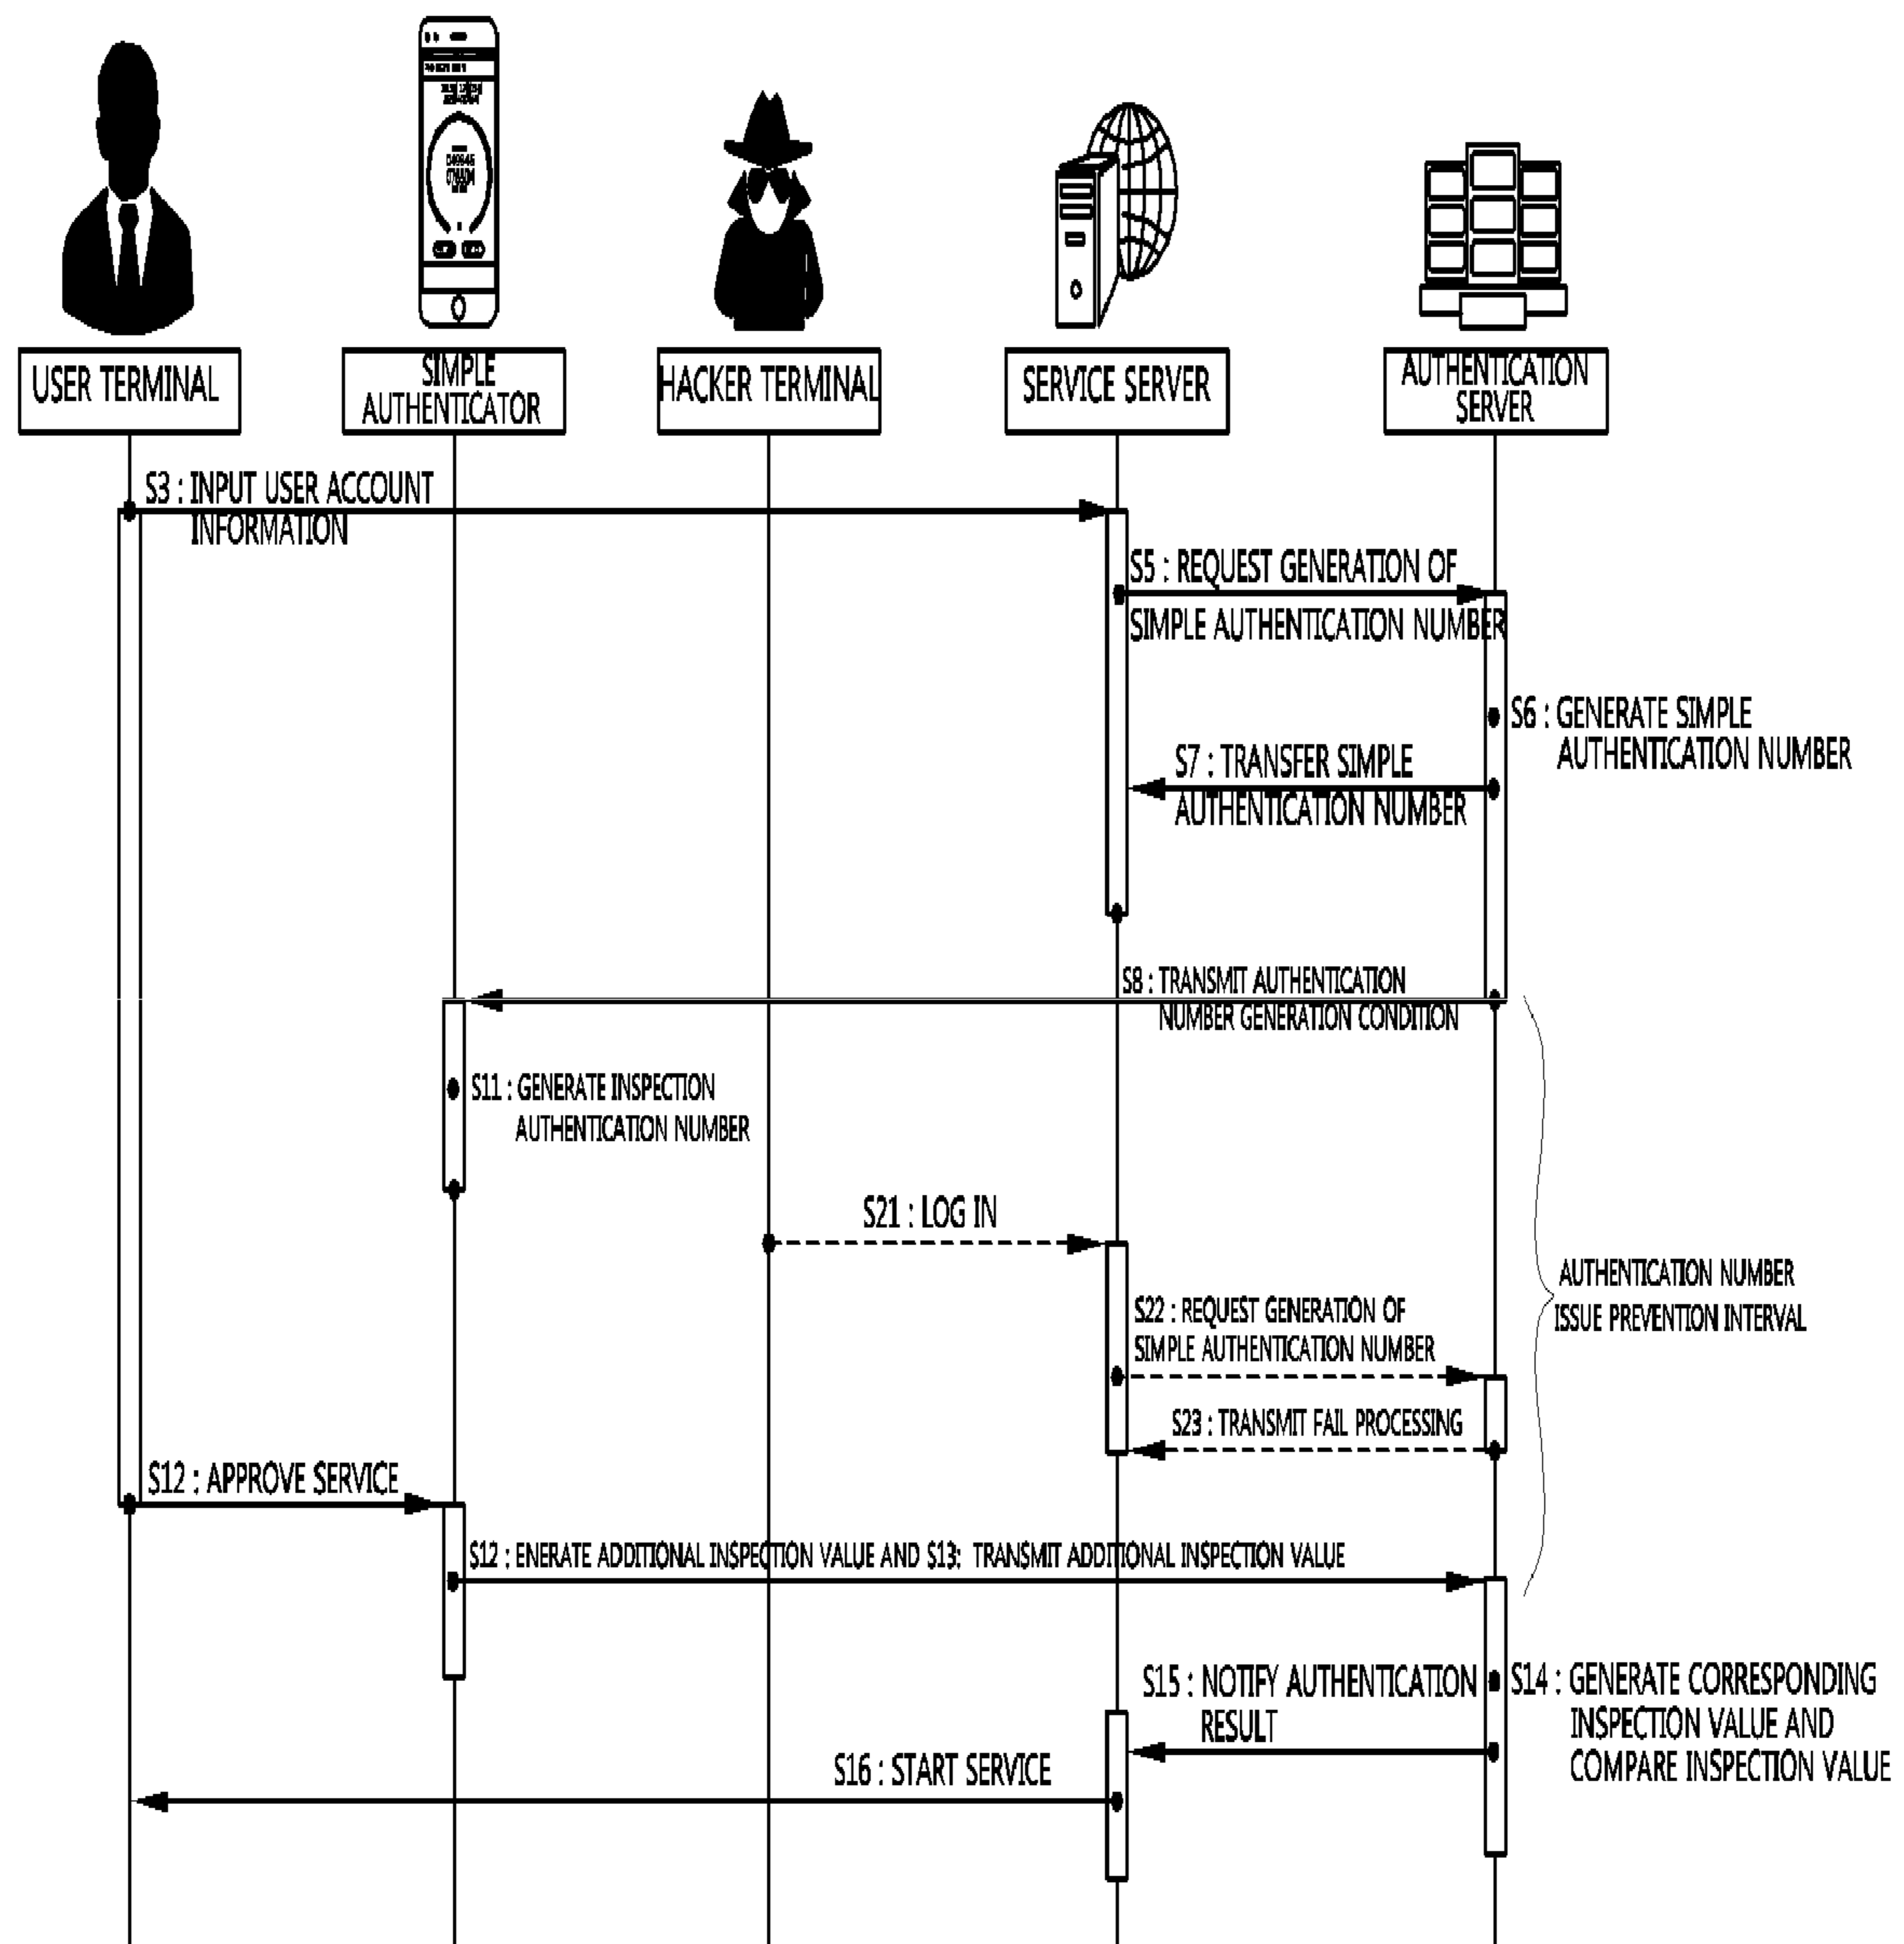 USER TERMINAL
SIMPLE
AUTHENTICATOR
HACKER TERMINAL
SERVICE SERVER
AUTHENTICATION
SERVER
S3 : INPUT USER ACCOUNT
INFORMATION
S5 : REQUEST GENERATION OF
SIMPLE AUTHENTICATION NUMBER
S6 : GENERATE SIMPLE
AUTHENTICATION NUMBER
S7 : TRANSFER SIMPLE
AUTHENTICATION NUMBER
S8 : TRANSMIT AUTHENTICATION
NUMBER GENERATION CONDITION
S11 : GENERATE INSPECTION
AUTHENTICATION NUMBER
S21 : LOG IN
AUTHENTICATION NUMBER
ISSUE PREVENTION INTERVAL
S22 : REQUEST GENERATION OF
SIMPLE AUTHENTICATION NUMBER
S23 : TRANSMIT FAIL PROCESSING
S12 : APPROVE SERVICE
S12 : ENERATE ADDITIONAL INSPECTION VALUE AND S13: TRANSMIT ADDITIONAL INSPECTION VALUE
S15 : NOTIFY AUTHENTICATION
RESULT
S14 : GENERATE CORRESPONDING
INSPECTION VALUE AND
COMPARE INSPECTION VALUE
S16 : START SERVICE